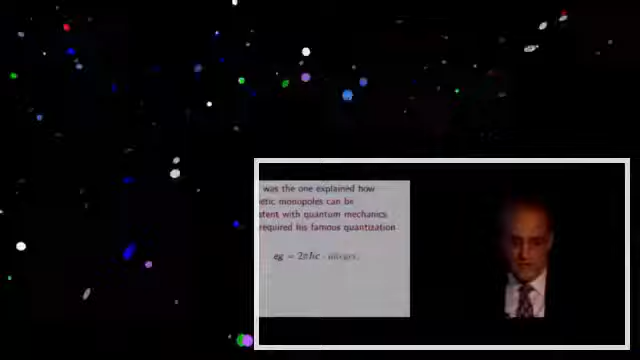 was the one explained how
etic monopoles can be
stent with quantum mechanics
required his famous quantization
eg = 2πħc · integer.